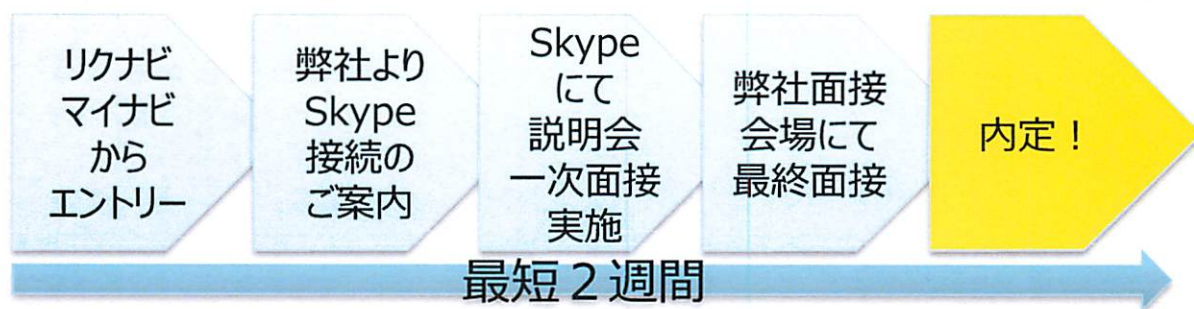 リクナビ
マイナビ
から
エントリー
弊社より
Skype
接続の
ご案内
Skype
にて
説明会
一次面接
実施
弊社面接
会場にて
最終面接
内定！
最短２週間